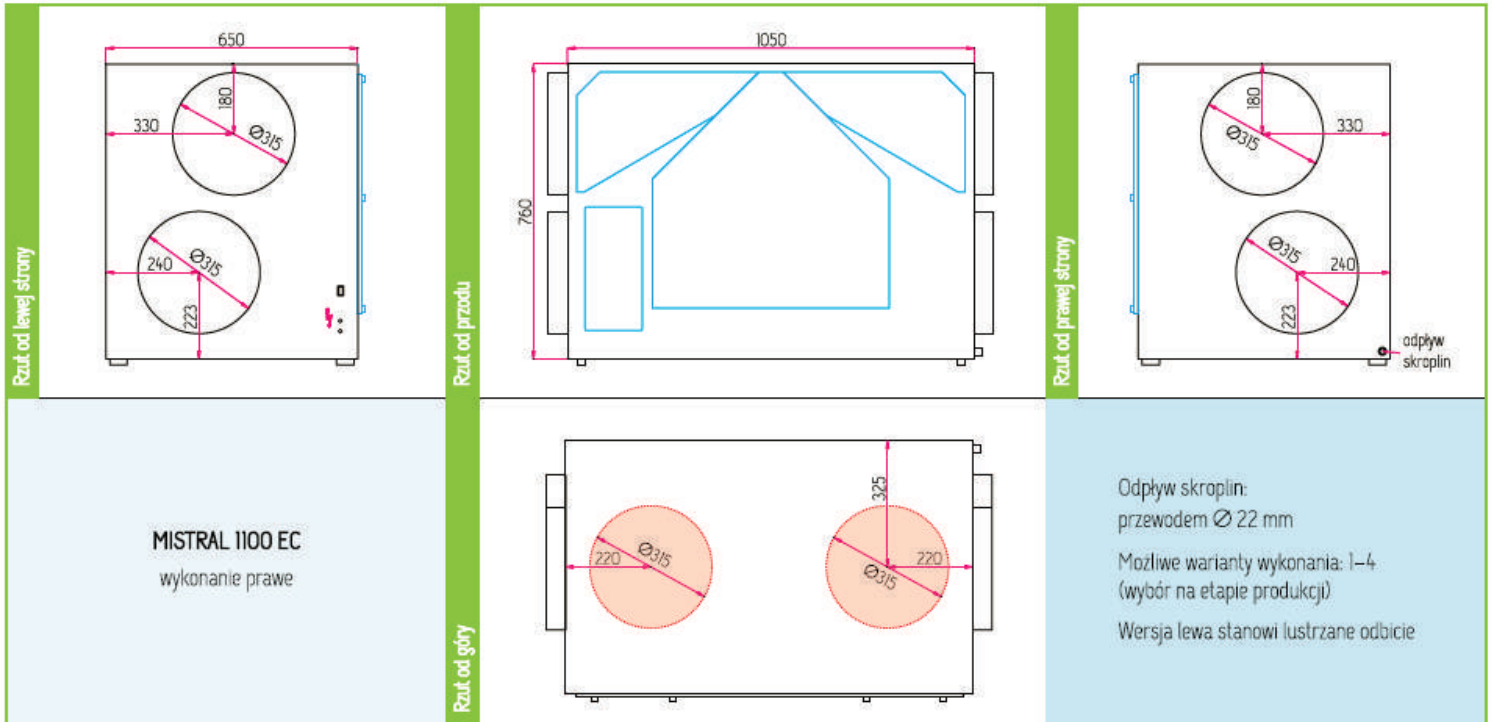 Rzut od lewej strony
650
180
330
Ø315
240
Ø315
223
Rzut od przodu
1050
760
Rzut od prawej strony
180
330
Ø315
Ø315
240
223
odpływ
skroplin
MISTRAL 1100 EC
wykonanie prawe
Rzut od góry
325
220
Ø315
220
Ø315
Odpływ skroplin:
przewodem Ø 22 mm
Możliwe warianty wykonania: 1–4
(wybór na etapie produkcji)
Wersja lewa stanowi lustrzane odbicie